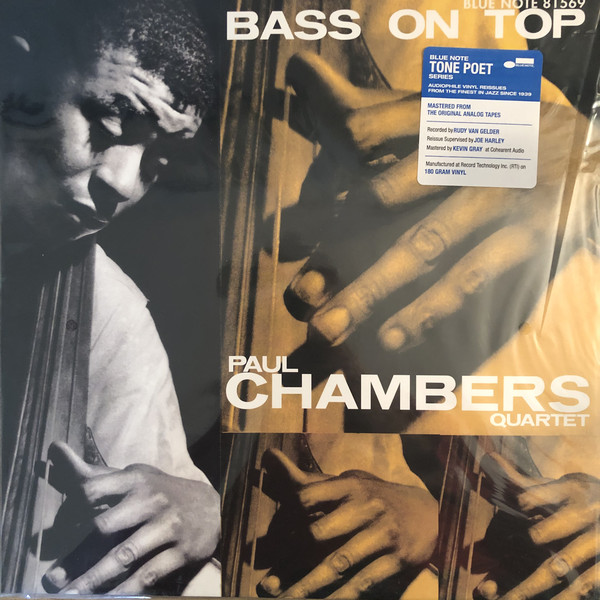 BLUE NOTE 81569
BASS ON TOP
BLUE NOTE
TONE POET
SERIES
BLUE NOTE
AUDIOPHILE VINYL REISSUES
FROM THE FINEST IN JAZZ SINCE 1939
MASTERED FROM
THE ORIGINAL ANALOG TAPES
Recorded by RUDY VAN GELDER
Reissue Supervised by JOE HARLEY
Mastered by KEVIN GRAY at Cohearent Audio
Manufactured at Record Technology Inc. (RTI) on
180 GRAM VINYL
PAUL
CHAMBERS
QUARTET